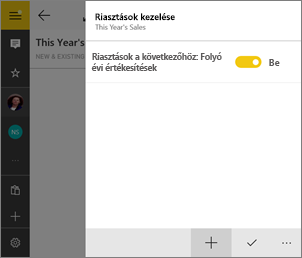 Riasztások kezelése
This Year's Sales
This Year's
NEW & EXISTING
Riasztások a következőhöz: Folyó
évi értékesítések
Be
NS